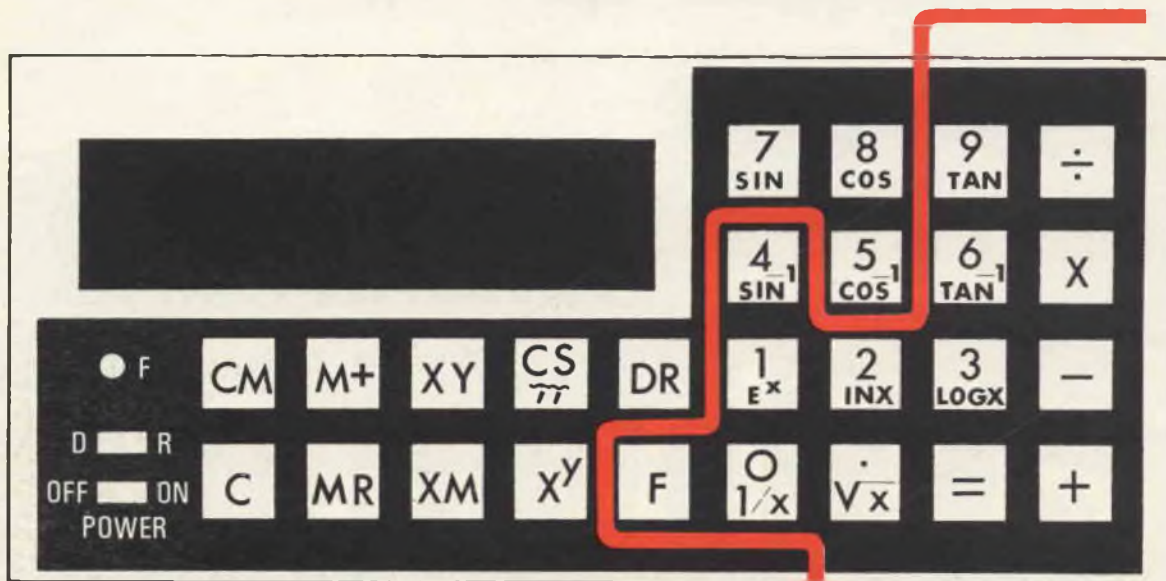 7 8 9 ÷
SIN COS TAN
4 5 6 X
SIN⁻¹ COS⁻¹ TAN⁻¹
F CM M+ XY CS DR 1 2 3 −
π Eˣ INX LOGX
D R
OFF ON C MR XM Xʸ F 0 · = +
1/x √x
POWER